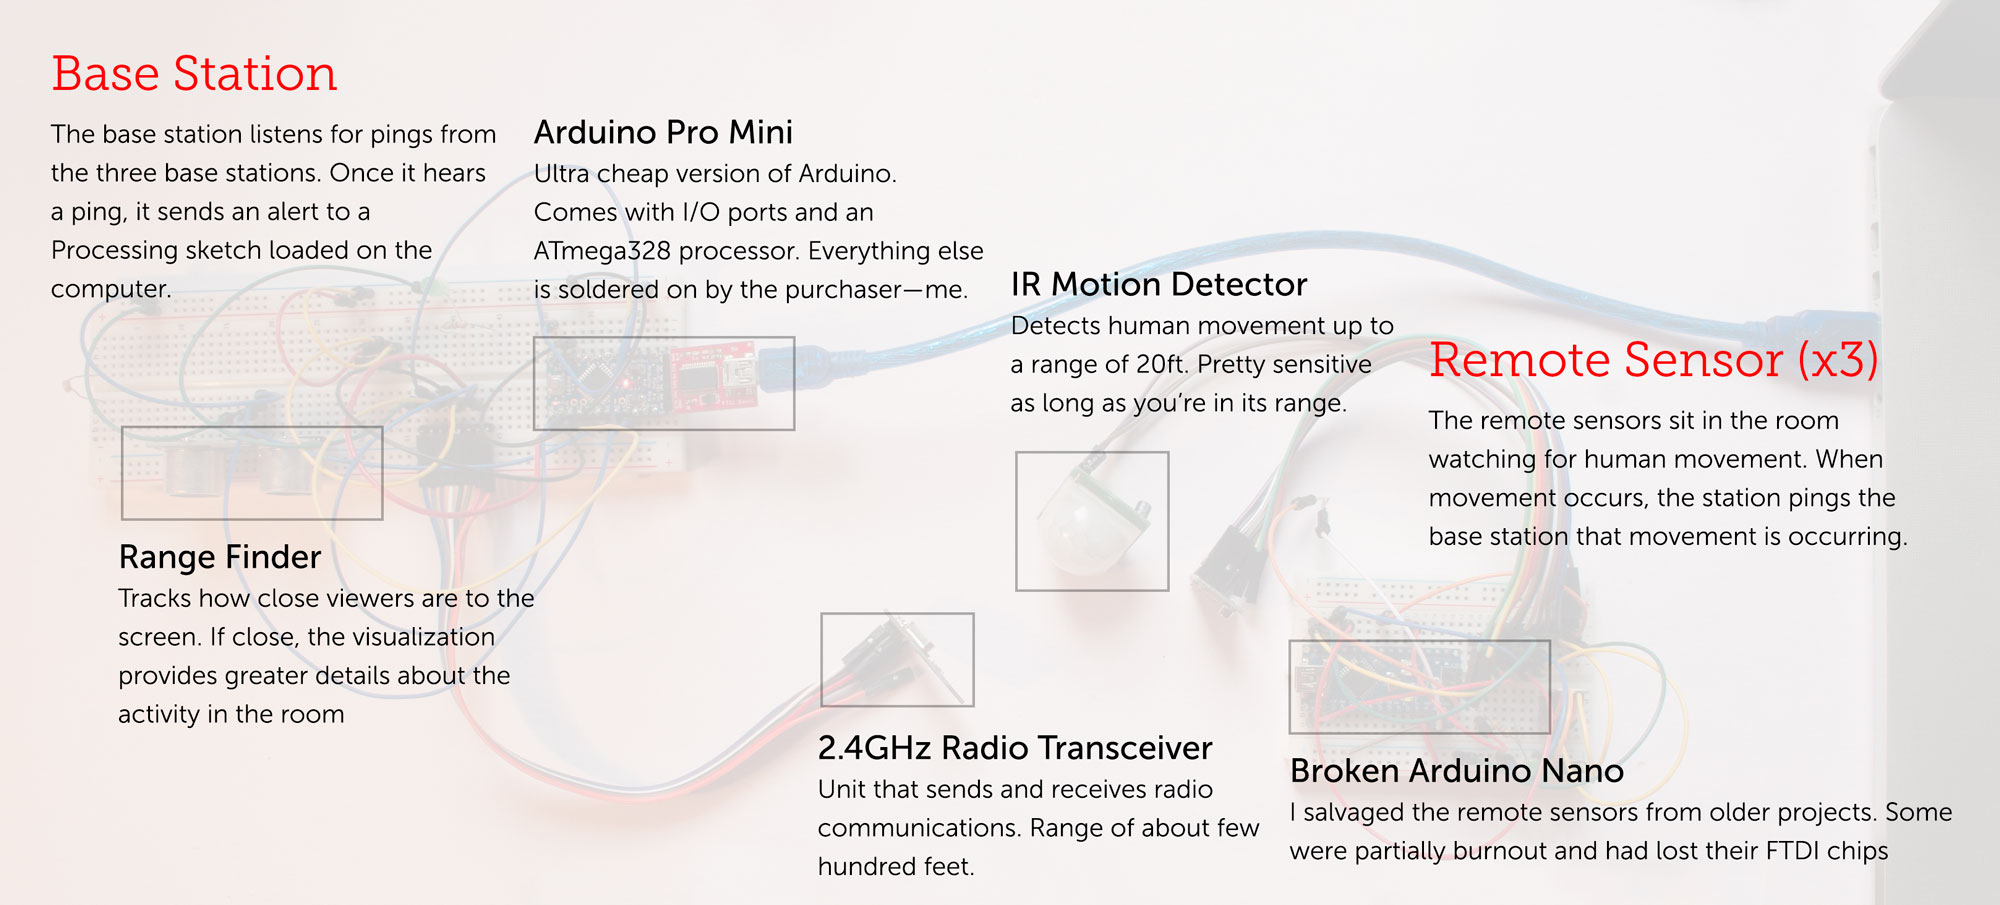 Base Station
The base station listens for pings from
the three base stations. Once it hears
a ping, it sends an alert to a
Processing sketch loaded on the
computer.
Arduino Pro Mini
Ultra cheap version of Arduino.
Comes with I/O ports and an
ATmega328 processor. Everything else
is soldered on by the purchaser—me.
IR Motion Detector
Detects human movement up to
a range of 20ft. Pretty sensitive
as long as you’re in its range.
Remote Sensor (x3)
The remote sensors sit in the room
watching for human movement. When
movement occurs, the station pings the
base station that movement is occurring.
Range Finder
Tracks how close viewers are to the
screen. If close, the visualization
provides greater details about the
activity in the room
2.4GHz Radio Transceiver
Unit that sends and receives radio
communications. Range of about few
hundred feet.
Broken Arduino Nano
I salvaged the remote sensors from older projects. Some
were partially burnout and had lost their FTDI chips